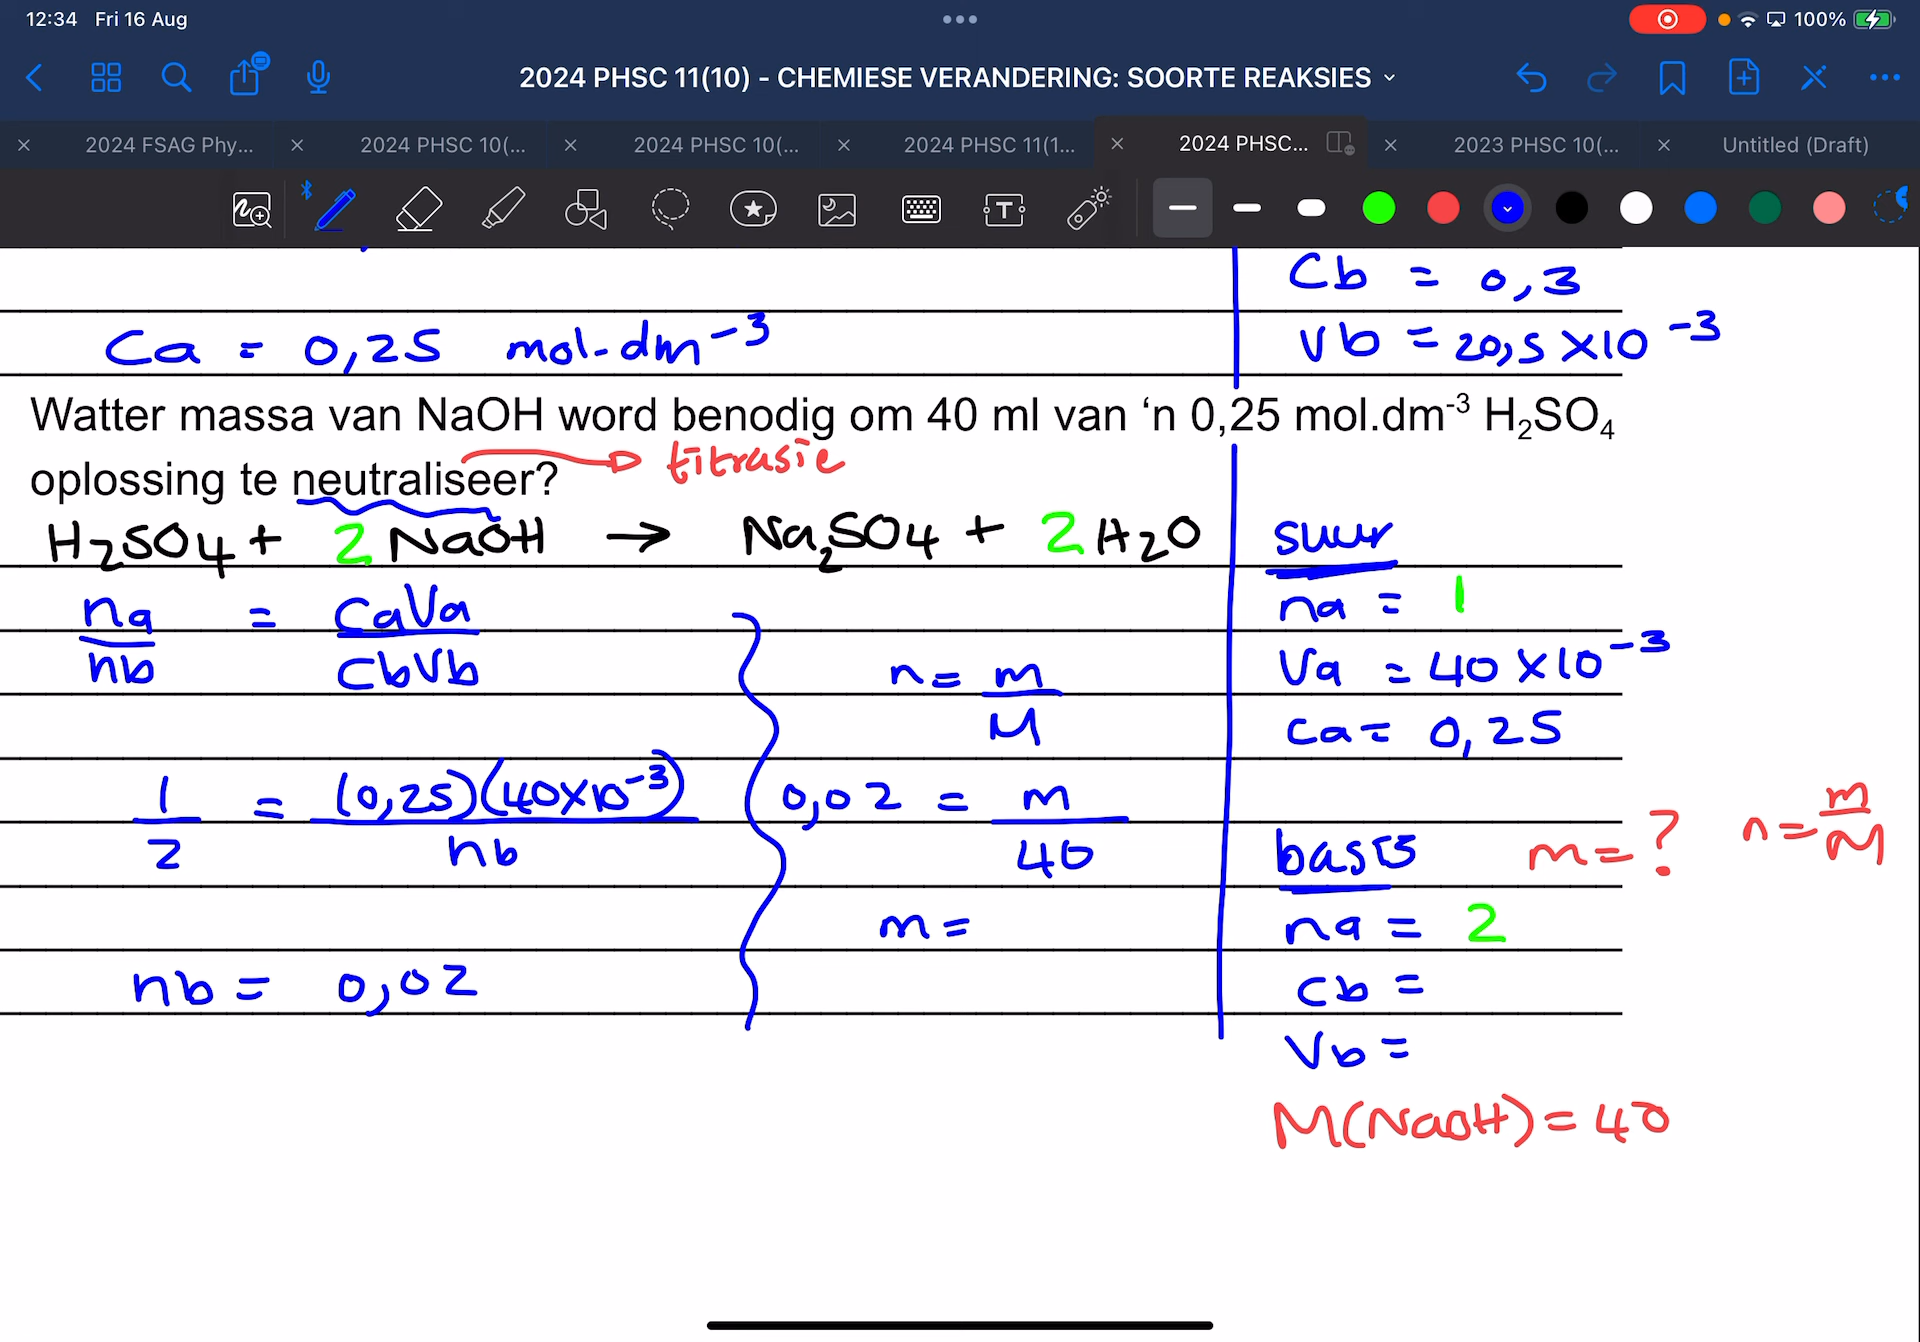 12:34 Fri 16 Aug
100%
2024 PHSC 11(10) - CHEMIESE VERANDERING: SOORTE REAKSIES
2024 FSAG Phy...
2024 PHSC 10(...
2024 PHSC 10(...
2024 PHSC 11(1...
2024 PHSC...
2023 PHSC 10(...
Untitled (Draft)
Cb = 0,3
Ca = 0,25 mol.dm⁻³
Vb = 20,5 ×10⁻³
Watter massa van NaOH word benodig om 40 ml van ‘n 0,25 mol.dm⁻³ H₂SO₄
oplossing te neutraliseer?
titrasie
H₂SO₄ + 2 NaOH → Na₂SO₄ + 2 H₂O
na/nb = CaVa/CbVb
1/2 = (0,25)(40×10⁻³)/nb
nb = 0,02
n = m/M
0,02 = m/40
m =
suur
na = 1
Va = 40 ×10⁻³
Ca = 0,25
basis
m = ?
n = m/M
na = 2
Cb =
Vb =
M(NaOH) = 40